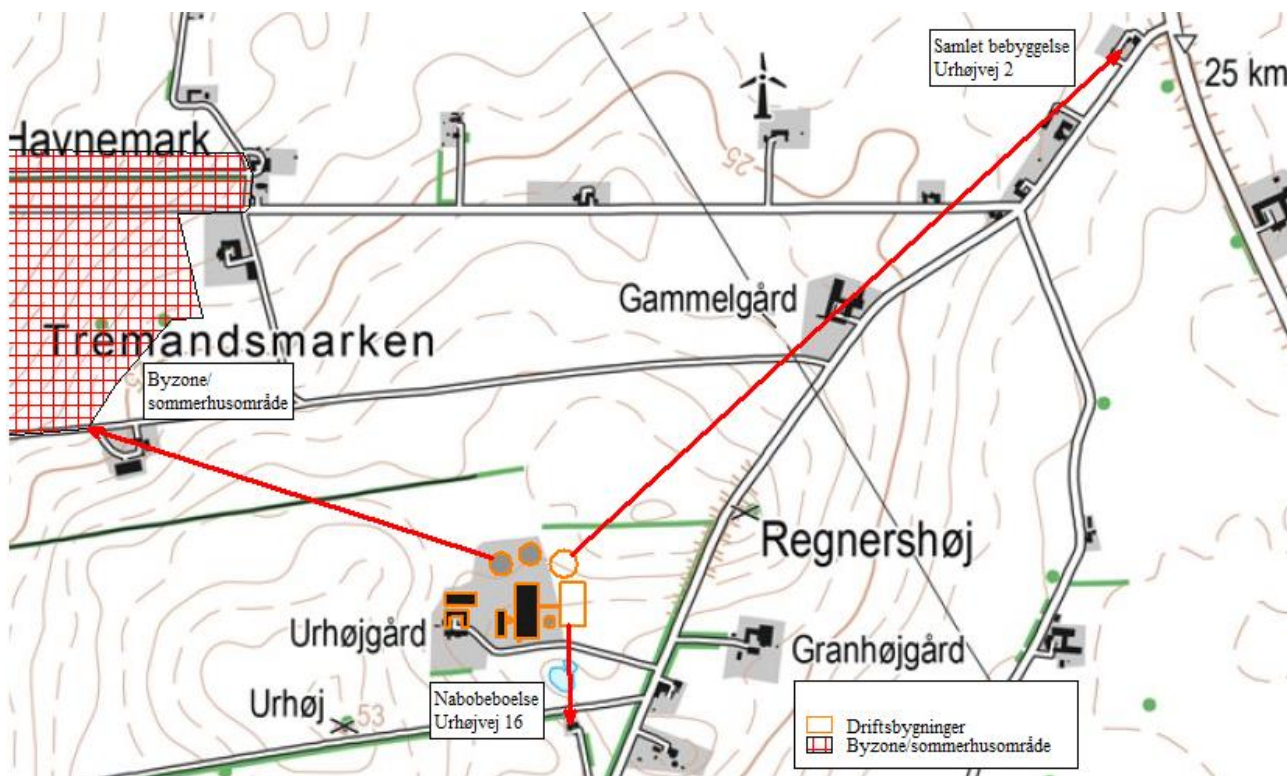 Samlet bebyggelse
Urhøjvej 2
25 km
Havnemark
25
Gammelgård
Tremandsmarken
Byzone/
sommerhusområde
Regnershøj
Urhøjgård
Granhøjgård
Nabobeboelse
Urhøjvej 16
Urhøj
53
Driftsbygninger
Byzone/sommerhusområde